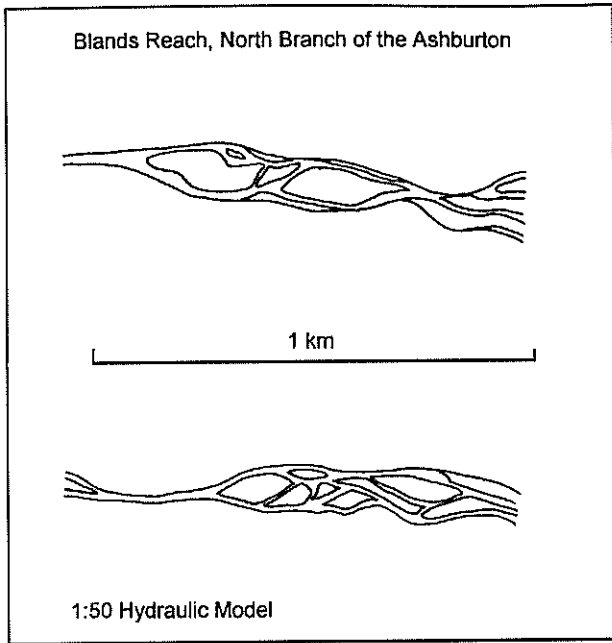 Blands Reach, North Branch of the Ashburton
1 km
1:50 Hydraulic Model